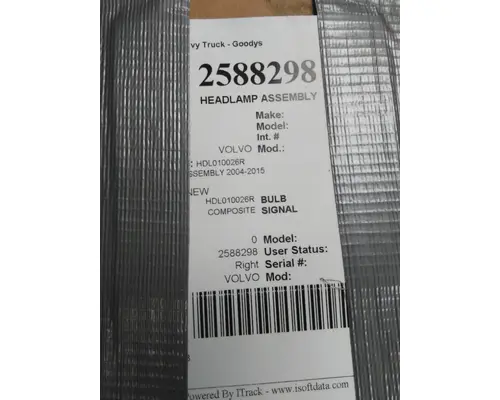 vy Truck - Goodys
2588298
HEADLAMP ASSEMBLY
Make:
Model:
Int. #
VOLVO Mod.:
: HDL010026R
SSEMBLY 2004-2015
NEW
HDL010026R BULB
COMPOSITE SIGNAL
0 Model:
2588298 User Status:
Right Serial #:
VOLVO Mod:
wered By ITrack - www.isoftdata.com